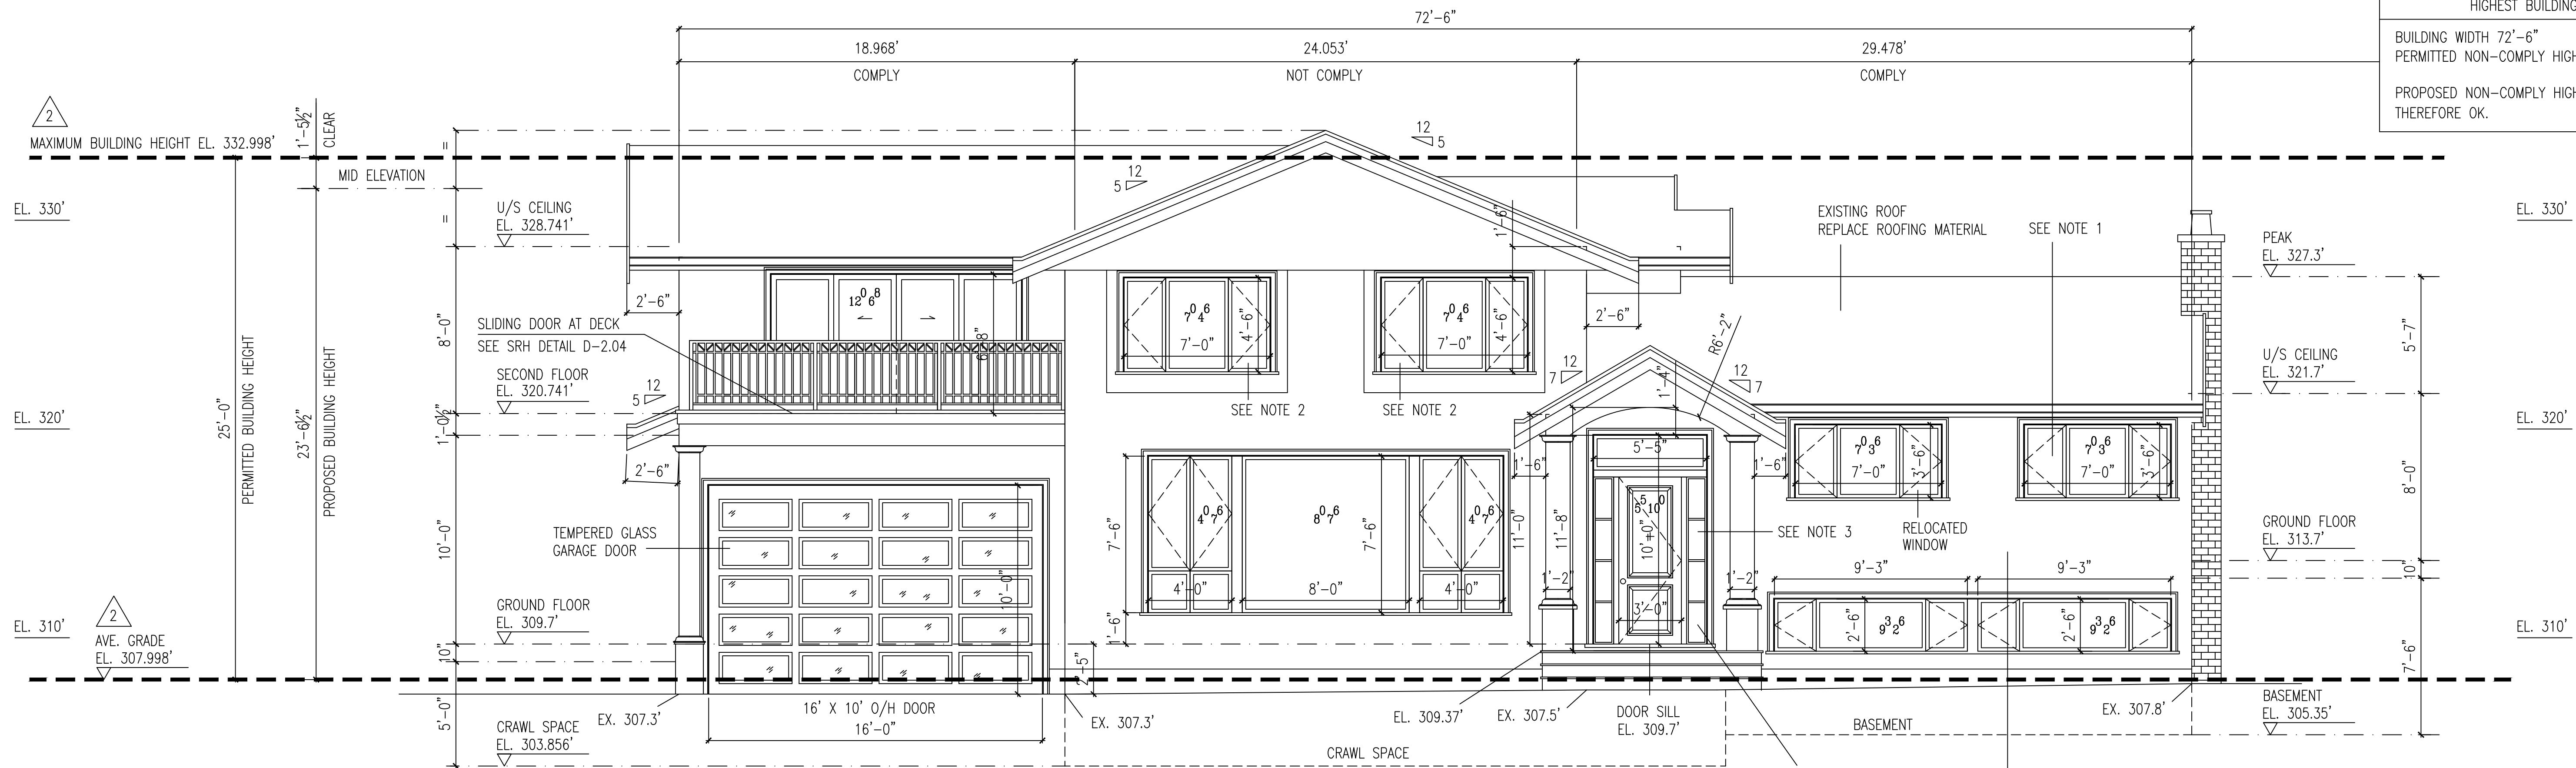 HIGHEST BUILDING
BUILDING WIDTH 72'-6"
PERMITTED NON-COMPLY HIGH
PROPOSED NON-COMPLY HIGH
THEREFORE OK.
72'-6"
18.968'
COMPLY
24.053'
NOT COMPLY
29.478'
COMPLY
2
MAXIMUM BUILDING HEIGHT EL. 332.998'
1'-5½"
CLEAR
MID ELEVATION
=
=
EL. 330'
EL. 320'
EL. 310'
25'-0"
PERMITTED BUILDING HEIGHT
23'-6½"
PROPOSED BUILDING HEIGHT
2
AVE. GRADE
EL. 307.998'
8'-0"
1'-0½"
10'-0"
10"
5'-0"
U/S CEILING
EL. 328.741'
SLIDING DOOR AT DECK
SEE SRH DETAIL D-2.04
SECOND FLOOR
EL. 320.741'
TEMPERED GLASS
GARAGE DOOR
GROUND FLOOR
EL. 309.7'
CRAWL SPACE
EL. 303.856'
2'-6"
12
5
2'-6"
12⁰6⁸
6'-8"
10'-0"
16' X 10' O/H DOOR
16'-0"
EX. 307.3'
EX. 307.3'
2'-5"
12
5
12
5
7⁰4⁶
7'-0"
4'-6"
7⁰4⁶
7'-0"
4'-6"
1'-6"
2'-6"
SEE NOTE 2
SEE NOTE 2
7'-6"
1'-6"
4⁰7⁶
4'-0"
8⁰7⁶
8'-0"
7'-6"
4⁰7⁶
4'-0"
12
7
12
7
R6'-2"
1'-4"
11'-0"
11'-8"
1'-6"
1'-6"
5'-5"
5⁵10⁰
10'-0"
3'-0"
1'-2"
1'-2"
SEE NOTE 3
EL. 309.37'
EX. 307.5'
DOOR SILL
EL. 309.7'
CRAWL SPACE
BASEMENT
EXISTING ROOF
REPLACE ROOFING MATERIAL
SEE NOTE 1
7⁰3⁶
7'-0"
3'-6"
7⁰3⁶
7'-0"
3'-6"
RELOCATED
WINDOW
9'-3"
9'-3"
2'-6"
9³2⁶
2'-6"
9³2⁶
EX. 307.8'
PEAK
EL. 327.3'
U/S CEILING
EL. 321.7'
GROUND FLOOR
EL. 313.7'
BASEMENT
EL. 305.35'
5'-7"
8'-0"
10"
7'-6"
EL. 330'
EL. 320'
EL. 310'